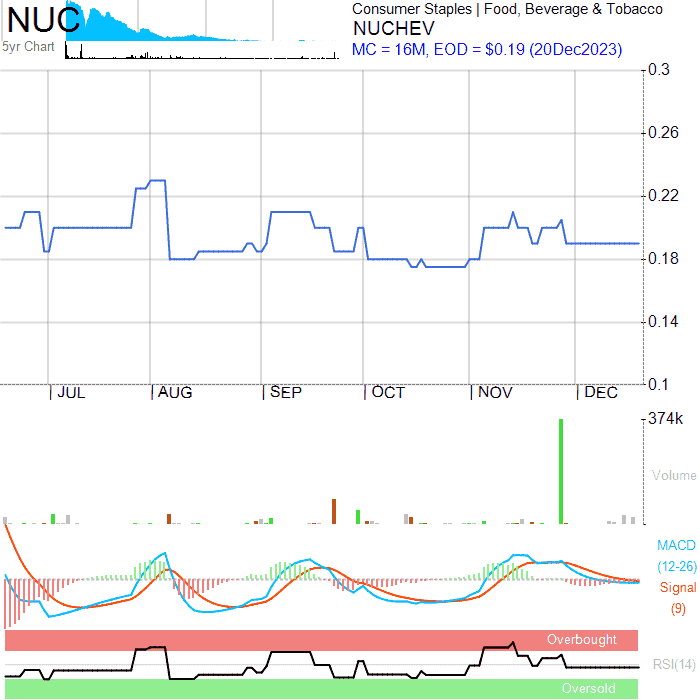 NUC
Consumer Staples | Food, Beverage & Tobacco
NUCHEV
5yr Chart
MC = 16M, EOD = $0.19 (20Dec2023)
0.3
0.26
0.22
0.18
0.14
0.1
JUL AUG SEP OCT NOV DEC
374k
Volume
MACD
(12-26)
Signal
(9)
Overbought
RSI(14)
Oversold